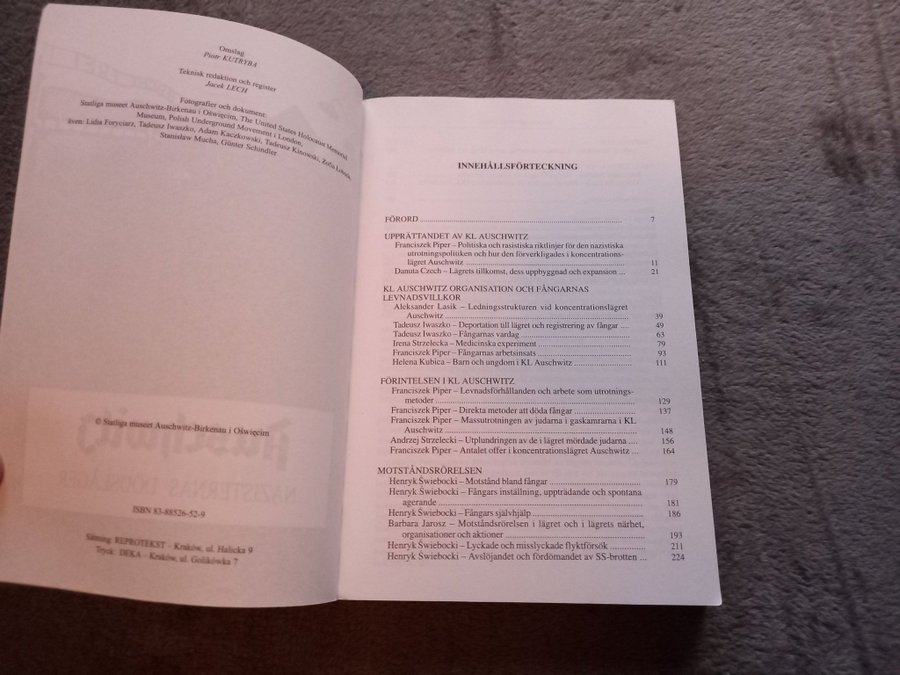 Omslag
Piotr KUTRYBA
Teknisk redaktion och register
Jacek LECH
Fotografier och dokument:
Statliga museet Auschwitz-Birkenau i Oświęcim, The United States Holocaust Memorial
Museum, Polish Underground Movement i London,
även: Lidia Foryciarz, Tadeusz Iwaszko, Adam Kaczkowski, Tadeusz Kinowski, Zofia
Stanisław Mucha, Günter Schindler
© Statliga museet Auschwitz-Birkenau i Oświęcim
ISBN 83-88526-52-9
Sättning: REPROTEKST – Kraków, ul. Halicka 9
Tryck: DEKA – Kraków, ul. Golikówka 7
INNEHÅLLSFÖRTECKNING
FÖRORD ... 7
UPPRÄTTANDET AV KL AUSCHWITZ
Franciszek Piper – Politiska och rasistiska riktlinjer för den nazistiska
utrotningspolitiken och hur den förverkligades i koncentrations-
lägret Auschwitz ... 11
Danuta Czech – Lägrets tillkomst, dess uppbyggnad och expansion ... 21
KL AUSCHWITZ ORGANISATION OCH FÅNGARNAS
LEVNADSVILLKOR
Aleksander Lasik – Ledningsstrukturen vid koncentrationslägret
Auschwitz ... 39
Tadeusz Iwaszko – Deportation till lägret och registrering av fångar ... 49
Tadeusz Iwaszko – Fångarnas vardag ... 63
Irena Strzelecka – Medicinska experiment ... 79
Franciszek Piper – Fångarnas arbetsinsats ... 93
Helena Kubica – Barn och ungdom i KL Auschwitz ... 111
FÖRINTELSEN I KL AUSCHWITZ
Franciszek Piper – Levnadsförhållanden och arbete som utrotnings-
metoder ... 129
Franciszek Piper – Direkta metoder att döda fångar ... 137
Franciszek Piper – Massutrotningen av judarna i gaskamrarna i KL
Auschwitz ... 148
Andrzej Strzelecki – Utplundringen av de i lägret mördade judarna ... 156
Franciszek Piper – Antalet offer i koncentrationslägret Auschwitz ... 164
MOTSTÅNDSRÖRELSEN
Henryk Świebocki – Motstånd bland fångar ... 179
Henryk Świebocki – Fångars inställning, uppträdande och spontana
agerande ... 181
Henryk Świebocki – Fångars självhjälp ... 186
Barbara Jarosz – Motståndsrörelsen i lägret och i lägrets närhet,
organisationer och aktioner ... 193
Henryk Świebocki – Lyckade och misslyckade flyktförsök ... 211
Henryk Świebocki – Avslöjandet och fördömandet av SS-brotten ... 224